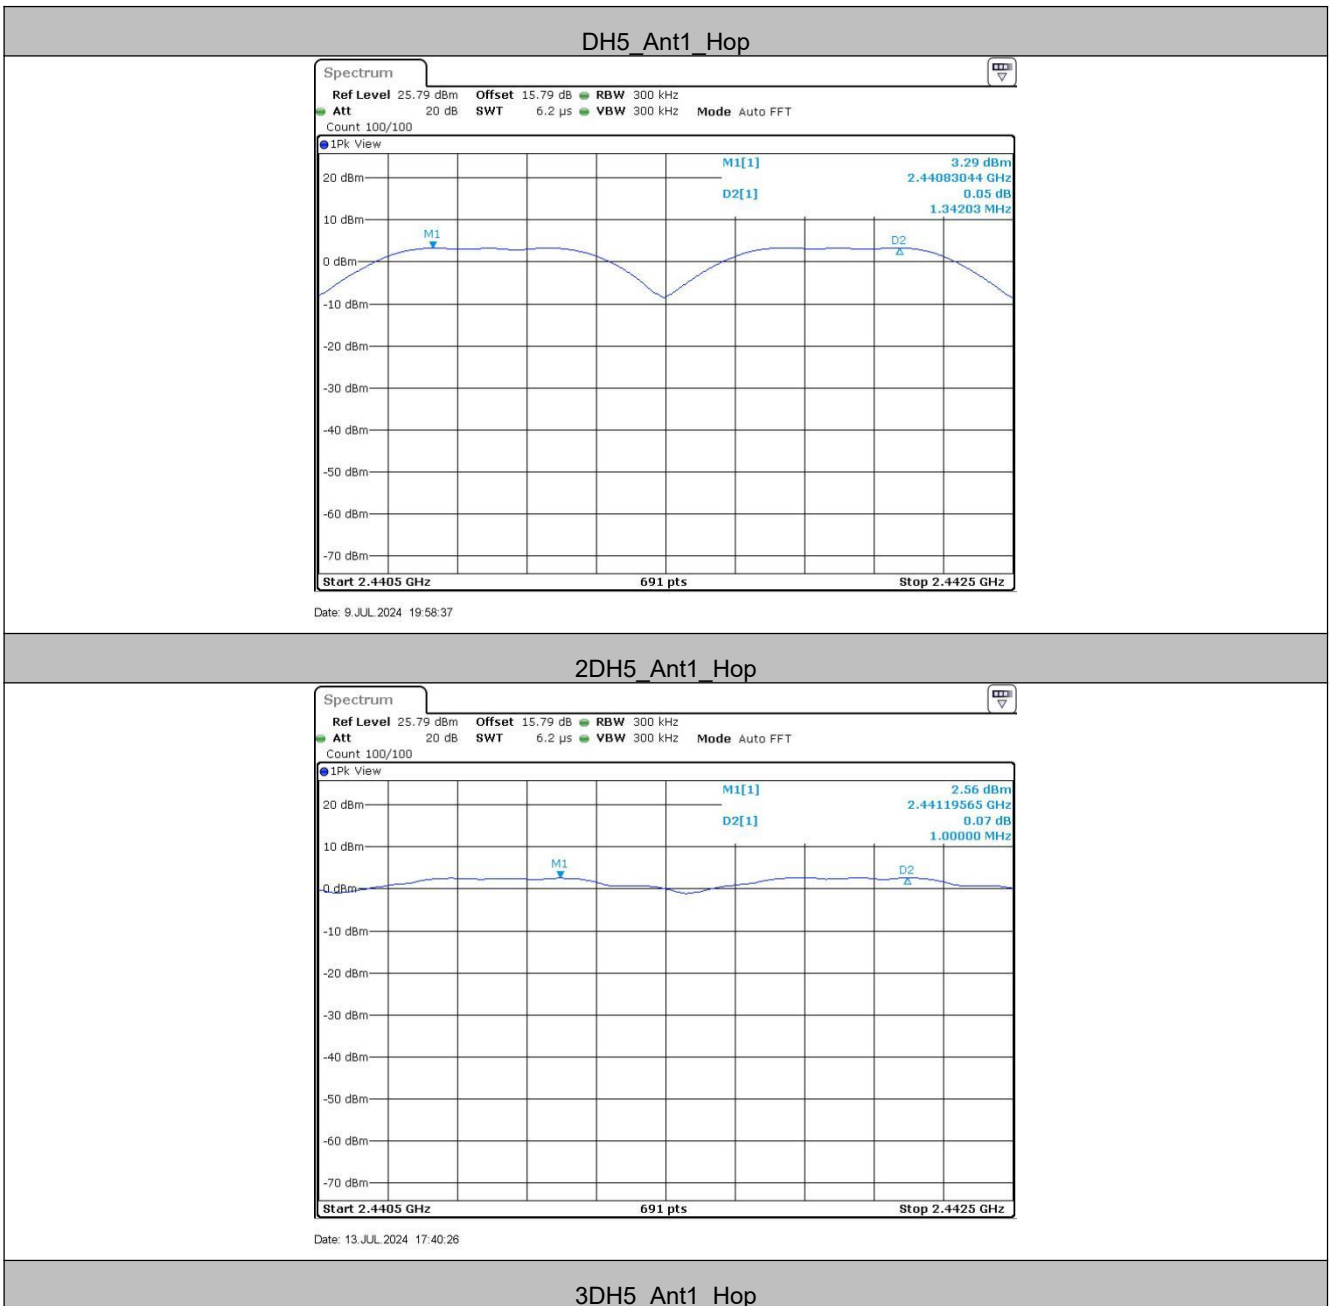 DH5_Ant1_Hop
Spectrum
Ref Level 25.79 dBm Offset 15.79 dB RBW 300 kHz
Att 20 dB SWT 6.2 µs VBW 300 kHz Mode Auto FFT
Count 100/100
1Pk View
M1[1] 3.29 dBm
20 dBm 2.44083044 GHz
D2[1] 0.05 dB
1.34203 MHz
10 dBm
M1 D2
0 dBm
-10 dBm
-20 dBm
-30 dBm
-40 dBm
-50 dBm
-60 dBm
-70 dBm
Start 2.4405 GHz 691 pts Stop 2.4425 GHz
Date: 9.JUL.2024 19:58:37
2DH5_Ant1_Hop
Spectrum
Ref Level 25.79 dBm Offset 15.79 dB RBW 300 kHz
Att 20 dB SWT 6.2 µs VBW 300 kHz Mode Auto FFT
Count 100/100
1Pk View
M1[1] 2.56 dBm
20 dBm 2.44119565 GHz
D2[1] 0.07 dB
1.00000 MHz
10 dBm
M1 D2
0 dBm
-10 dBm
-20 dBm
-30 dBm
-40 dBm
-50 dBm
-60 dBm
-70 dBm
Start 2.4405 GHz 691 pts Stop 2.4425 GHz
Date: 13.JUL.2024 17:40:26
3DH5_Ant1_Hop